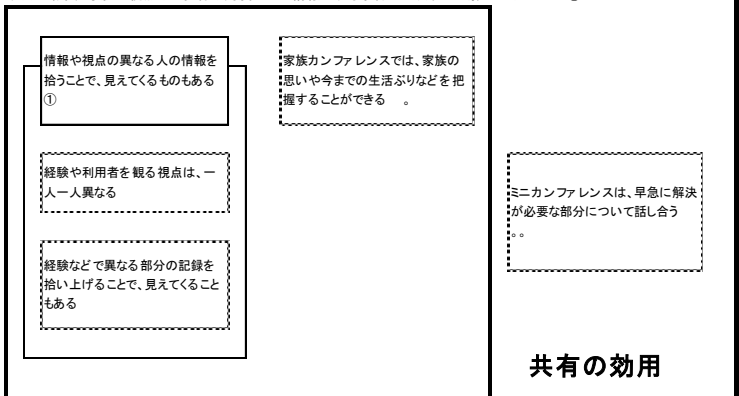 情報や視点の異なる人の情報を
拾うことで、見えてくるものもある
①
家族カンファレンスでは、家族の
思いや今までの生活ぶりなどを把
握することができる　。
経験や利用者を観る視点は、一
人一人異なる
ミニカンファレンスは、早急に解決
が必要な部分について話し合う
。。
経験などで異なる部分の記録を
拾い上げることで、見えてくること
もある
共有の効用